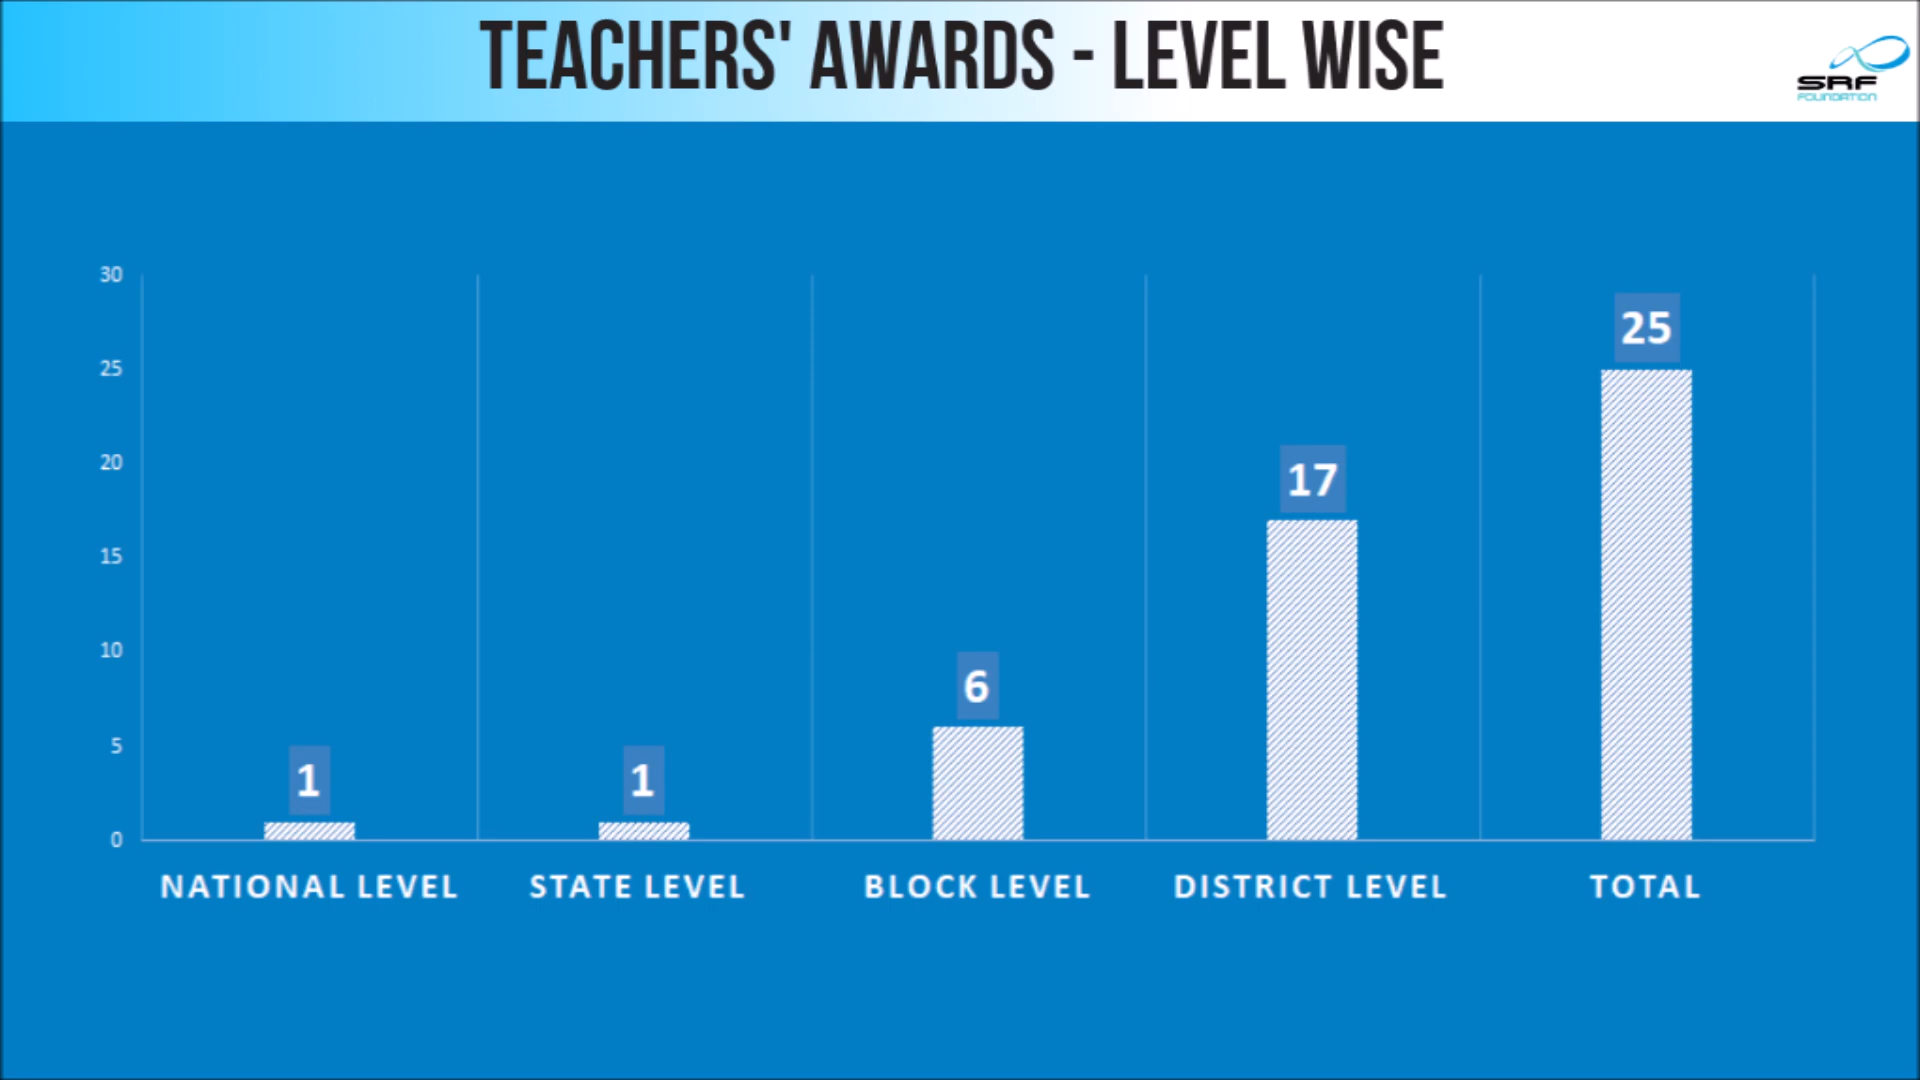 TEACHERS' AWARDS - LEVEL WISE
SRF
FOUNDATION
30
25
20
15
10
5
0
1
1
6
17
25
NATIONAL LEVEL
STATE LEVEL
BLOCK LEVEL
DISTRICT LEVEL
TOTAL